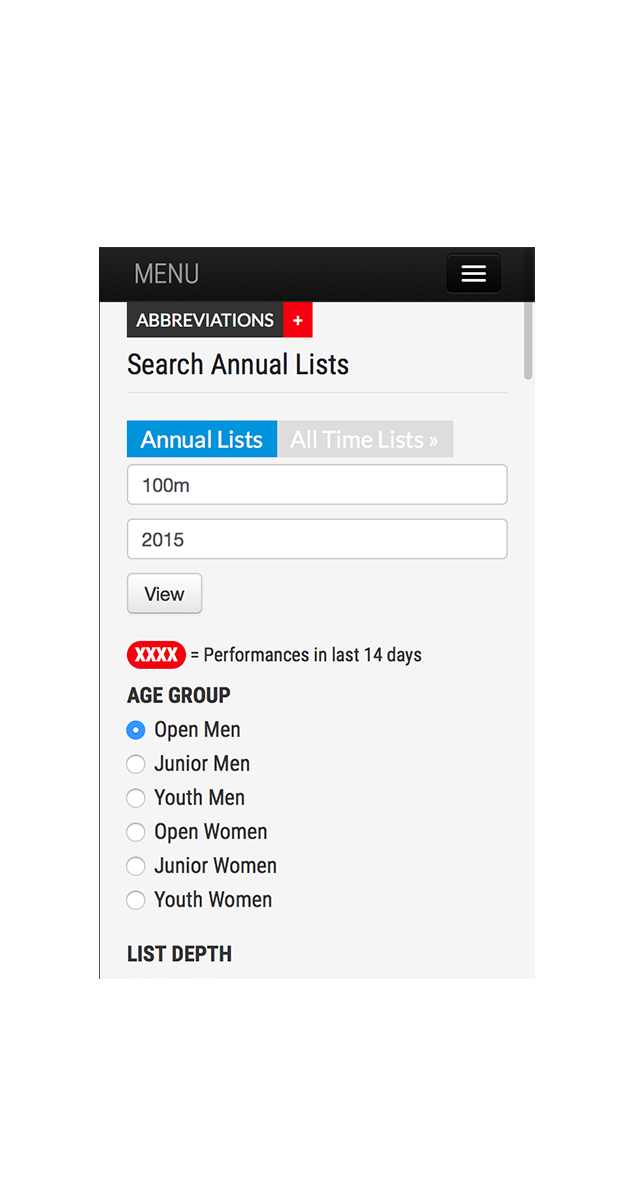 MENU
ABBREVIATIONS +
Search Annual Lists
Annual Lists All Time Lists »
100m
2015
View
XXXX = Performances in last 14 days
AGE GROUP
Open Men
Junior Men
Youth Men
Open Women
Junior Women
Youth Women
LIST DEPTH